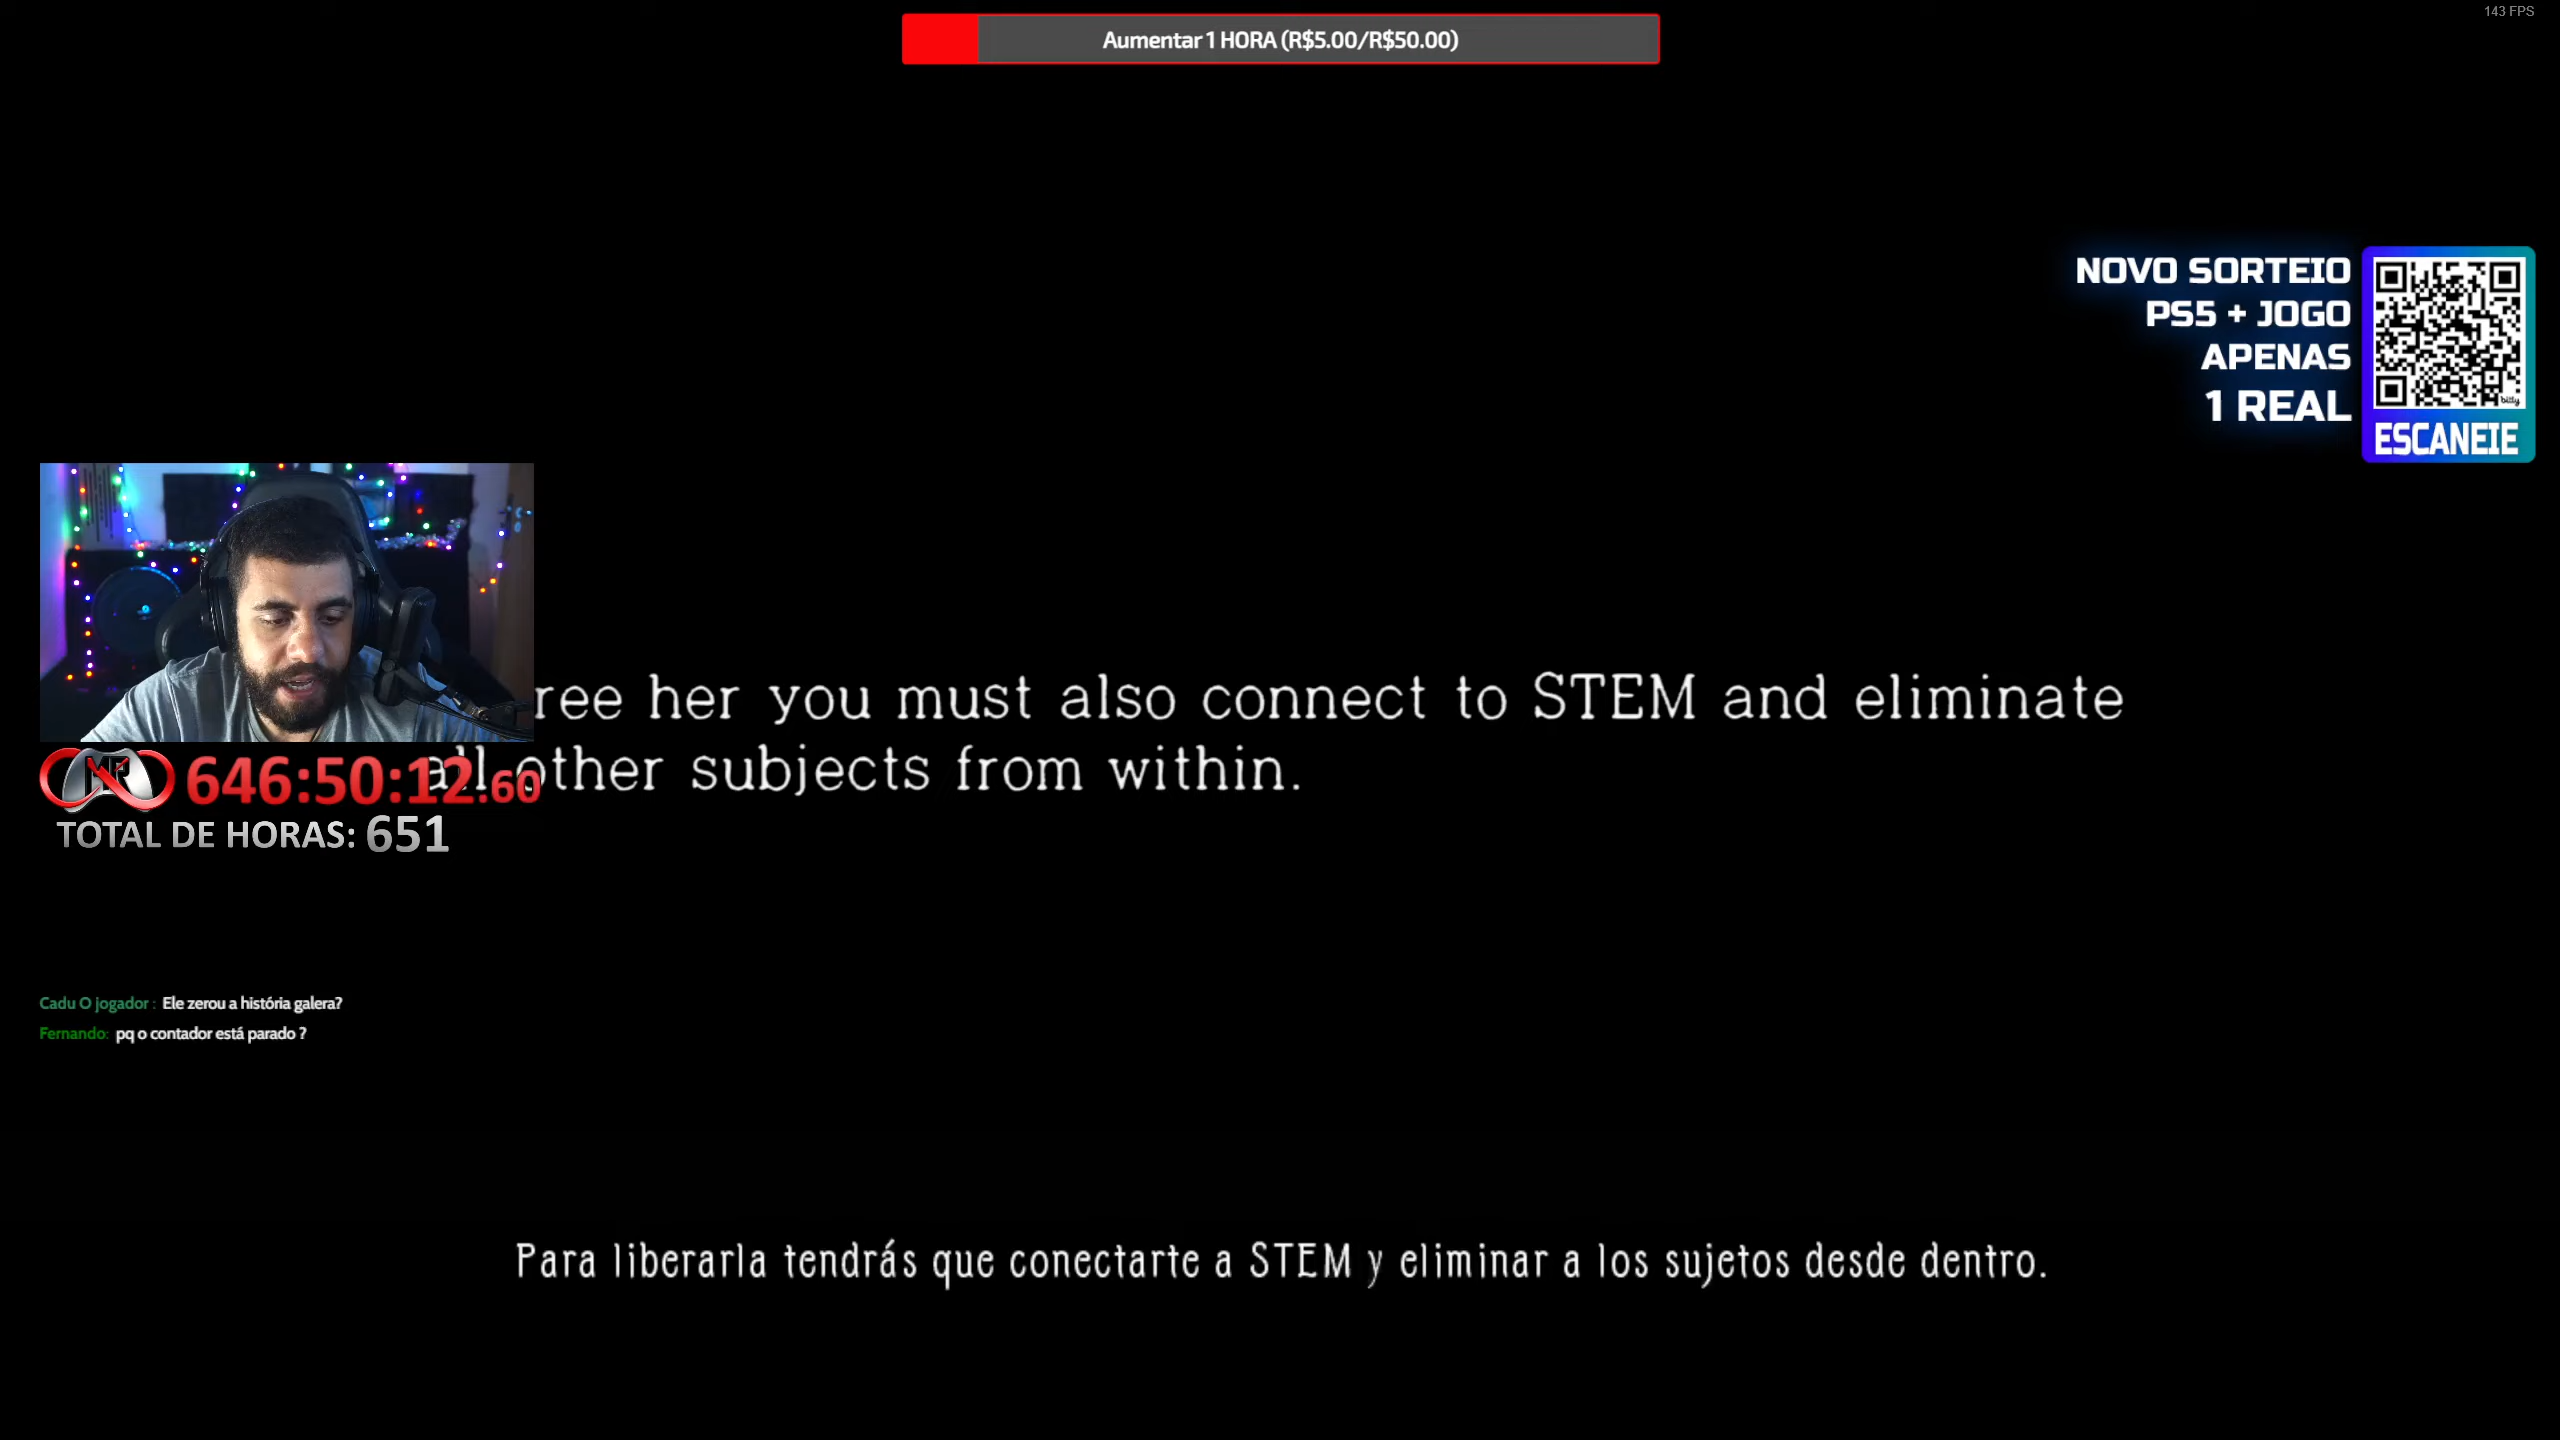 143 FPS
Aumentar 1 HORA (R$5.00/R$50.00)
NOVO SORTEIO
PS5 + JOGO
APENAS
1 REAL
bitly
ESCANEIE
ree her you must also connect to STEM and eliminate
all other subjects from within.
646:50:12.60
TOTAL DE HORAS: 651
Cadu O jogador : Ele zerou a história galera?
Fernando: pq o contador está parado ?
Para liberarla tendrás que conectarte a STEM y eliminar a los sujetos desde dentro.